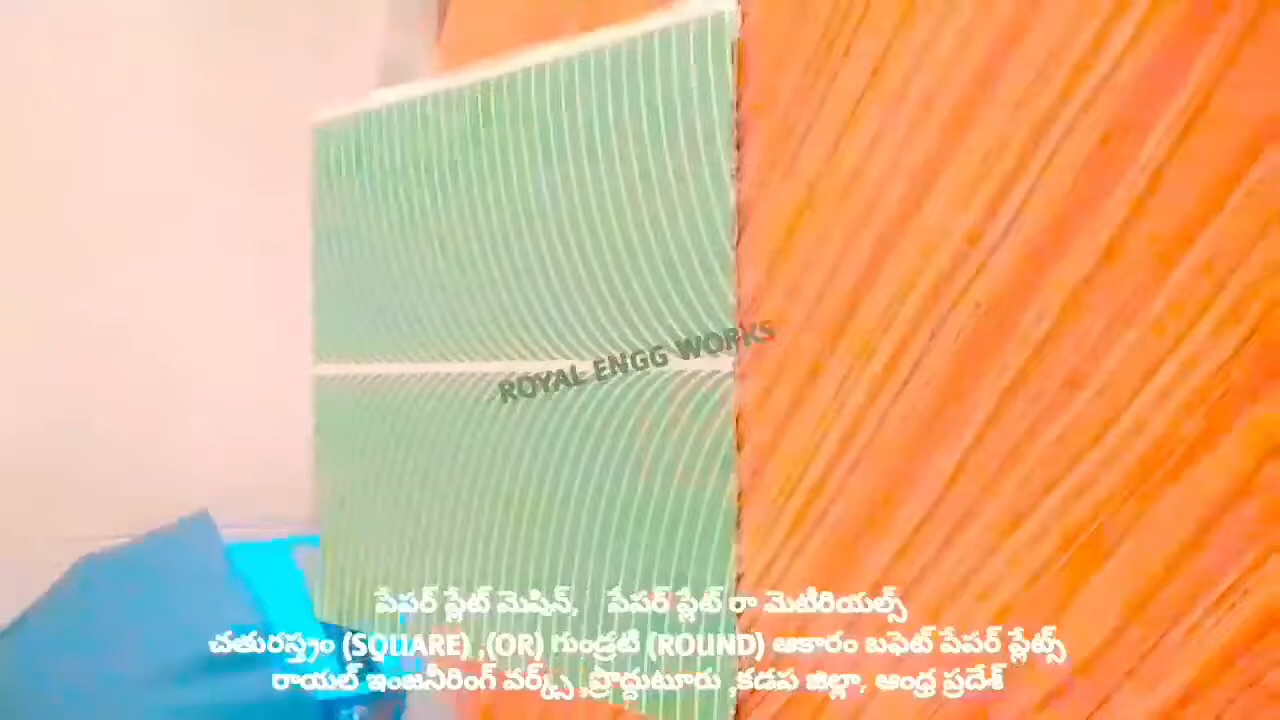 ROYAL ENGG WORKS
పేపర్ ప్లేట్ మెషిన్, పేపర్ ప్లేట్ రా మెటీరియల్స్
చతురస్త్రం (SQUARE) ,(OR) గుండ్రటి (ROUND) ఆకారం బఫెట్ పేపర్ ప్లేట్స్
రాయల్ ఇంజనీరింగ్ వర్క్స్ ,ప్రొద్దుటూరు ,కడప జిల్లా, ఆంధ్ర ప్రదేశ్